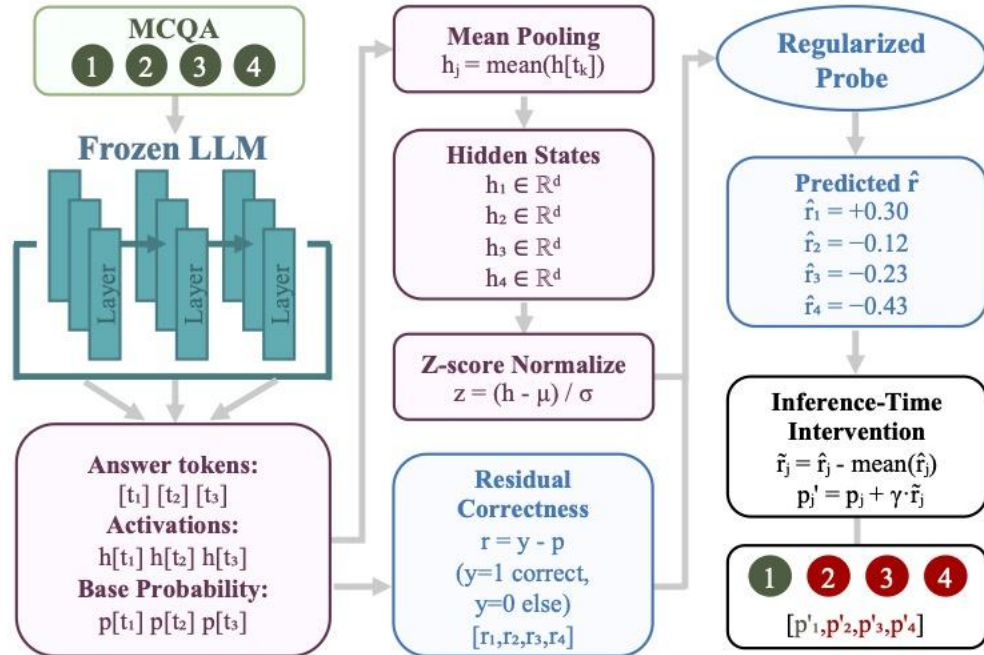 MCQA
1 2 3 4
Frozen LLM
Layer
Layer
Layer
Answer tokens:
[t₁] [t₂] [t₃]
Activations:
h[t₁] h[t₂] h[t₃]
Base Probability:
p[t₁] p[t₂] p[t₃]
Mean Pooling
hⱼ = mean(h[tₖ])
Hidden States
h₁ ∈ ℝᵈ
h₂ ∈ ℝᵈ
h₃ ∈ ℝᵈ
h₄ ∈ ℝᵈ
Z-score Normalize
z = (h - μ) / σ
Residual
Correctness
r = y - p
(y=1 correct,
y=0 else)
[r₁,r₂,r₃,r₄]
Regularized
Probe
Predicted r̂
r̂₁ = +0.30
r̂₂ = −0.12
r̂₃ = −0.23
r̂₄ = −0.43
Inference-Time
Intervention
r̃ⱼ = r̂ⱼ - mean(r̂ⱼ)
pⱼ' = pⱼ + γ·r̃ⱼ
1 2 3 4
[p'₁,p'₂,p'₃,p'₄]